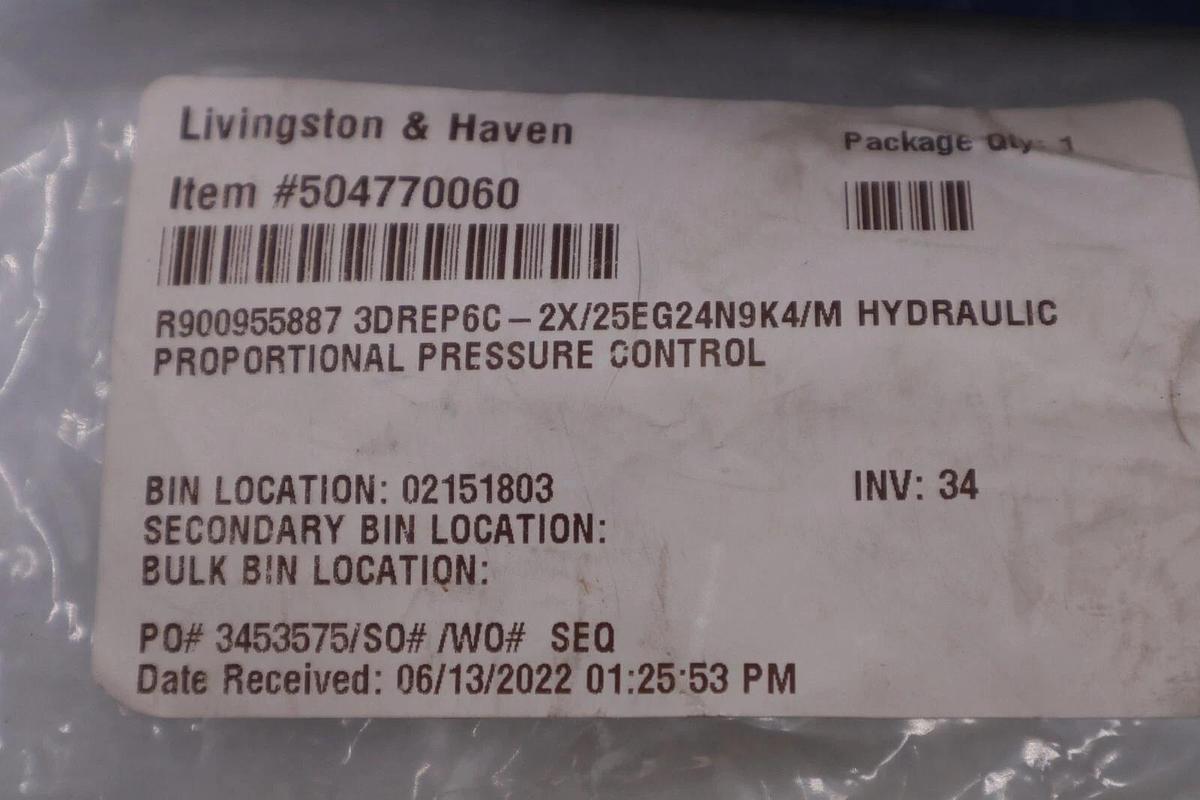 Livingston & Haven
Package Qty: 1
Item #504770060
R900955887 3DREP6C-2X/25EG24N9K4/M HYDRAULIC
PROPORTIONAL PRESSURE CONTROL
BIN LOCATION: 02151803
INV: 34
SECONDARY BIN LOCATION:
BULK BIN LOCATION:
PO# 3453575/SO# /WO# SEQ
Date Received: 06/13/2022 01:25:53 PM